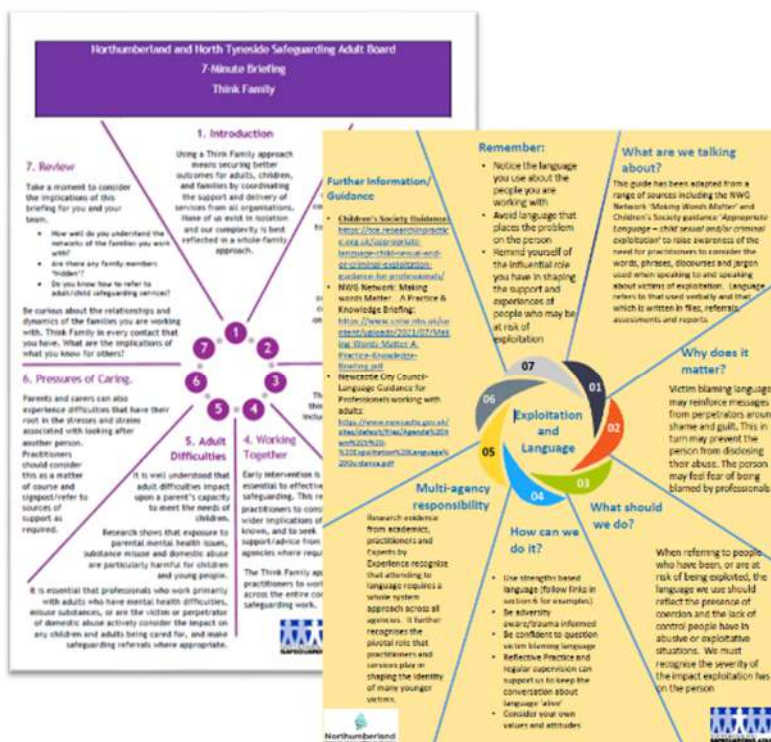 Northumberland and North Tyneside Safeguarding Adult Board
7-Minute Briefing
Think Family
1. Introduction
Using a Think Family approach
means securing better
outcomes for adults, children,
and families by coordinating
the support and delivery of
services from all organisations.
None of us exist in isolation
and our complexity is best
reflected in a whole-family
approach.
7. Review
Take a moment to consider
the implications of this
briefing for you and your
team.
• How well do you understand the
networks of the families you work
with?
• Are there any family members
'hidden'?
• Do you know how to refer to
adult/child safeguarding services?
Be curious about the relationships and
dynamics of the families you are working
with. Think Family in every contact that
you have. What are the implications of
what you know for others?
1
2
3
4
5
6
7
6. Pressures of Caring.
Parents and carers can also
experience difficulties that have their
root in the stresses and strains
associated with looking after
another person.
Practitioners
should consider
this as a matter
of course and
signpost/refer to
sources of
support as
required.
5. Adult
Difficulties
It is well understood that
adult difficulties impact
upon a parent's capacity
to meet the needs of
children.
Research shows that exposure to
parental mental health issues,
substance misuse and domestic abuse
are particularly harmful for children
and young people.
It is essential that professionals who work primarily
with adults who have mental health difficulties,
misuse substances, or are the victim or perpetrator
of domestic abuse actively consider the impact on
any children and adults being cared for, and make
safeguarding referrals where appropriate.
4. Working
Together
Early intervention is
essential to effective
safeguarding. This re
practitioners to cons
wider implications of
known, and to seek
support/advice from
agencies where requ
The Think Family app
practitioners to wor
across the entire co
safeguarding work.
Further Information/
Guidance
• Children's Society Guidance:
https://tce.researchinpractic
e.org.uk/appropriate-
language-child-sexual-and-
or-criminal-exploitation-
guidance-for-professionals/
• NWG Network: Making
words Matter. A Practice &
Knowledge Briefing:
• Newcastle City Council-
Language Guidance for
Professionals working with
adults:
Remember:
• Notice the language
you use about the
people you are
working with
• Avoid language that
places the problem
on the person
• Remind yourself of
the influential role
you have in shaping
the support and
experiences of
people who may be
at risk of
exploitation
What are we talking
about?
This guide has been adapted from a
range of sources including the NWG
Network 'Making Words Matter' and
Children's Society guidance 'Appropriate
Language – child sexual and/or criminal
exploitation' to raise awareness of the
need for practitioners to consider the
words, phrases, discourses and jargon
used when speaking to and speaking
about victims of exploitation. Language
refers to that used verbally and that
which is written in files, referrals,
assessments and reports
Why does it
matter?
Victim blaming language
may reinforce messages
from perpetrators around
shame and guilt. This in
turn may prevent the
person from disclosing
their abuse. The person
may feel fear of being
blamed by professionals
07
01
06
02
05
03
04
Exploitation
and
Language
What should
we do?
When referring to people
who have been, or are at
risk of being exploited, the
language we use should
reflect the presence of
coercion and the lack of
control people have in
abusive or exploitative
situations. We must
recognise the severity of
the impact exploitation has
on the person
How can we
do it?
• Use strengths based
language (follow links in
section 6 for examples)
• Be adversity
aware/trauma informed
• Be confident to question
victim blaming language
• Reflective Practice and
regular supervision can
support us to keep the
conversation about
language 'alive'
• Consider your own
values and attitudes
Multi-agency
responsibility
Research evidence
from academics,
practitioners and
Experts by
Experience recognise
that attending to
language requires a
whole system
approach across all
agencies. It further
recognises the
pivotal role that
practitioners and
services play in
shaping the identity
of many younger
victims.
Northumberland